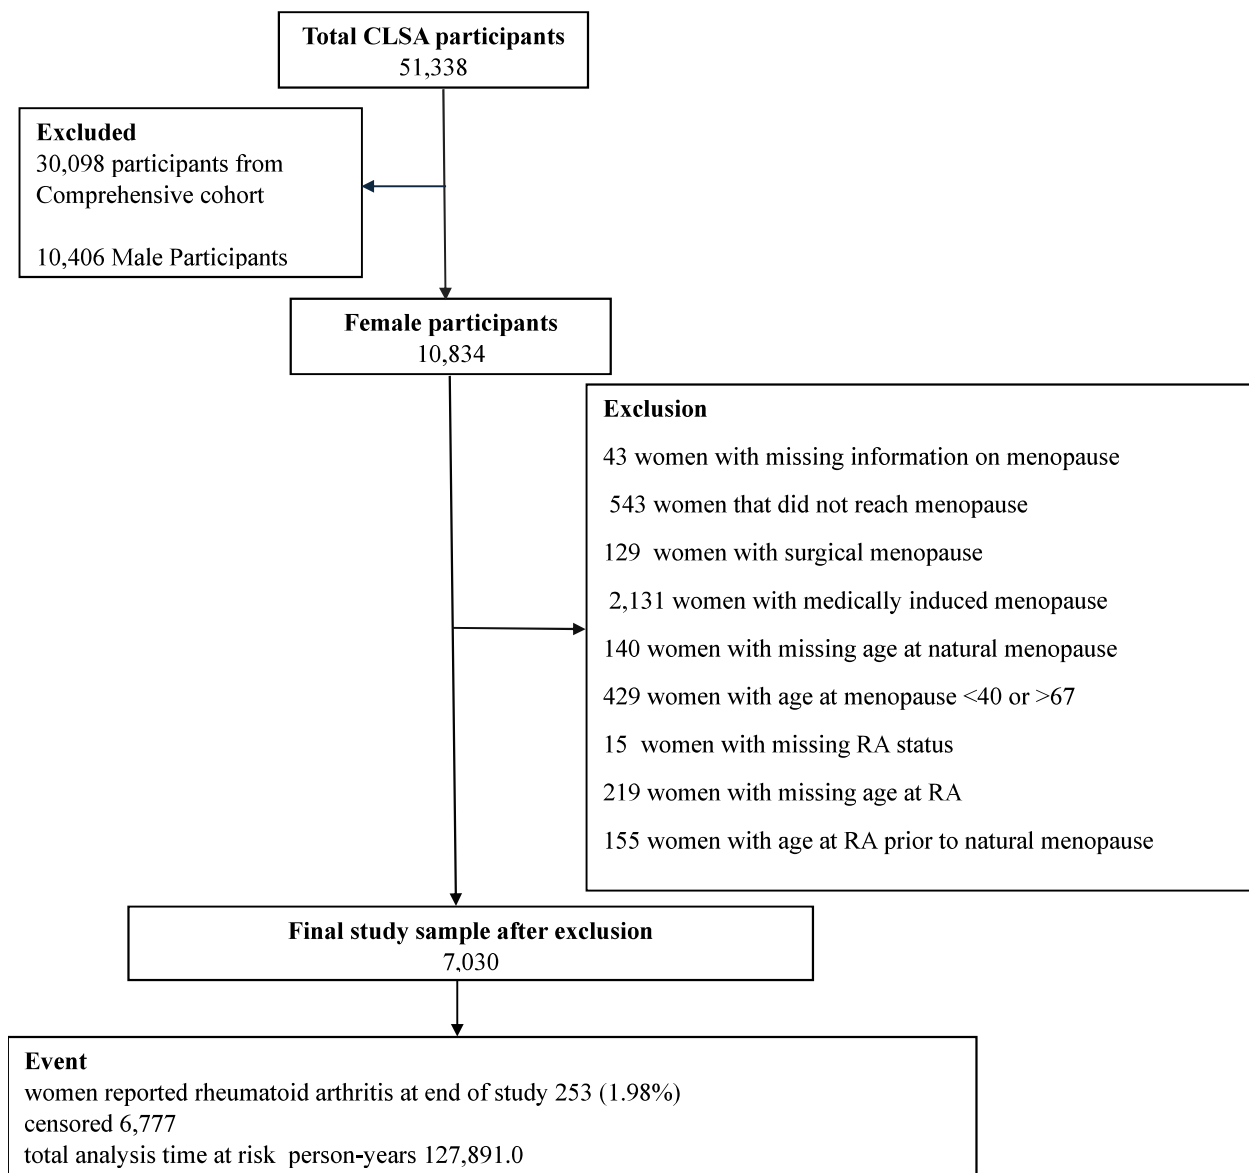 Total CLSA participants
51,338
Excluded
30,098 participants from
Comprehensive cohort
10,406 Male Participants
Female participants
10,834
Exclusion
43 women with missing information on menopause
543 women that did not reach menopause
129 women with surgical menopause
2,131 women with medically induced menopause
140 women with missing age at natural menopause
429 women with age at menopause <40 or >67
15 women with missing RA status
219 women with missing age at RA
155 women with age at RA prior to natural menopause
Final study sample after exclusion
7,030
Event
women reported rheumatoid arthritis at end of study 253 (1.98%)
censored 6,777
total analysis time at risk person-years 127,891.0